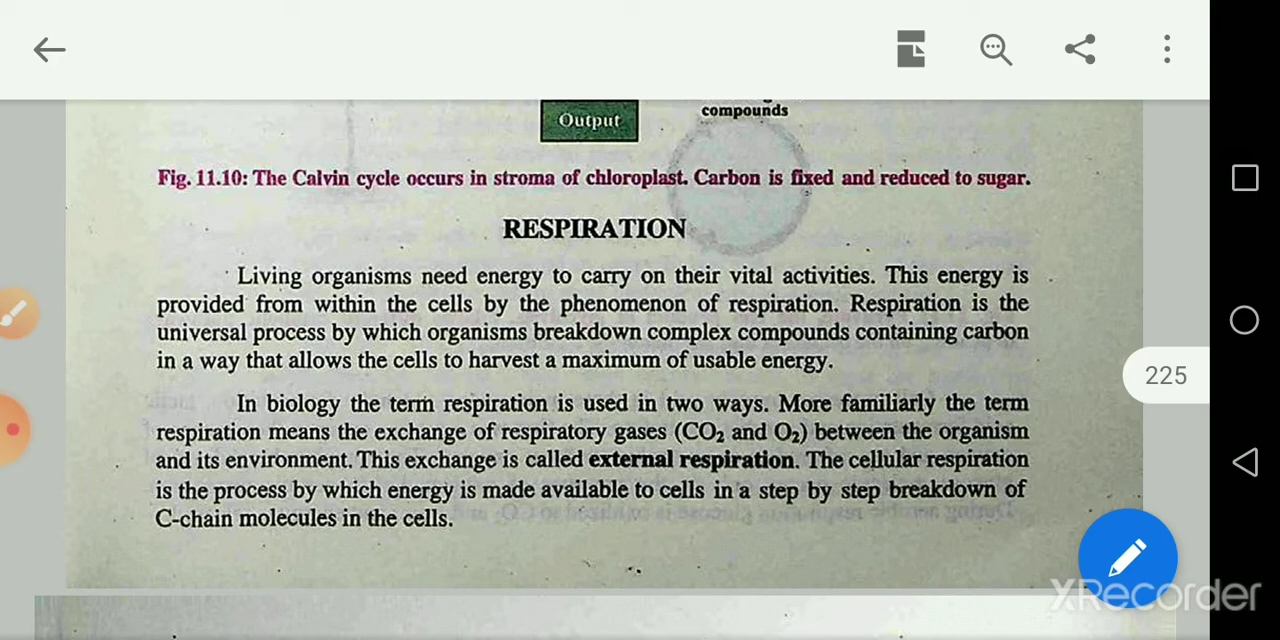 Output
compounds
Fig. 11.10: The Calvin cycle occurs in stroma of chloroplast. Carbon is fixed and reduced to sugar.
RESPIRATION
Living organisms need energy to carry on their vital activities. This energy is
provided from within the cells by the phenomenon of respiration. Respiration is the
universal process by which organisms breakdown complex compounds containing carbon
in a way that allows the cells to harvest a maximum of usable energy.
225
In biology the term respiration is used in two ways. More familiarly the term
respiration means the exchange of respiratory gases (CO₂ and O₂) between the organism
and its environment. This exchange is called external respiration. The cellular respiration
is the process by which energy is made available to cells in a step by step breakdown of
C-chain molecules in the cells.
XRecorder